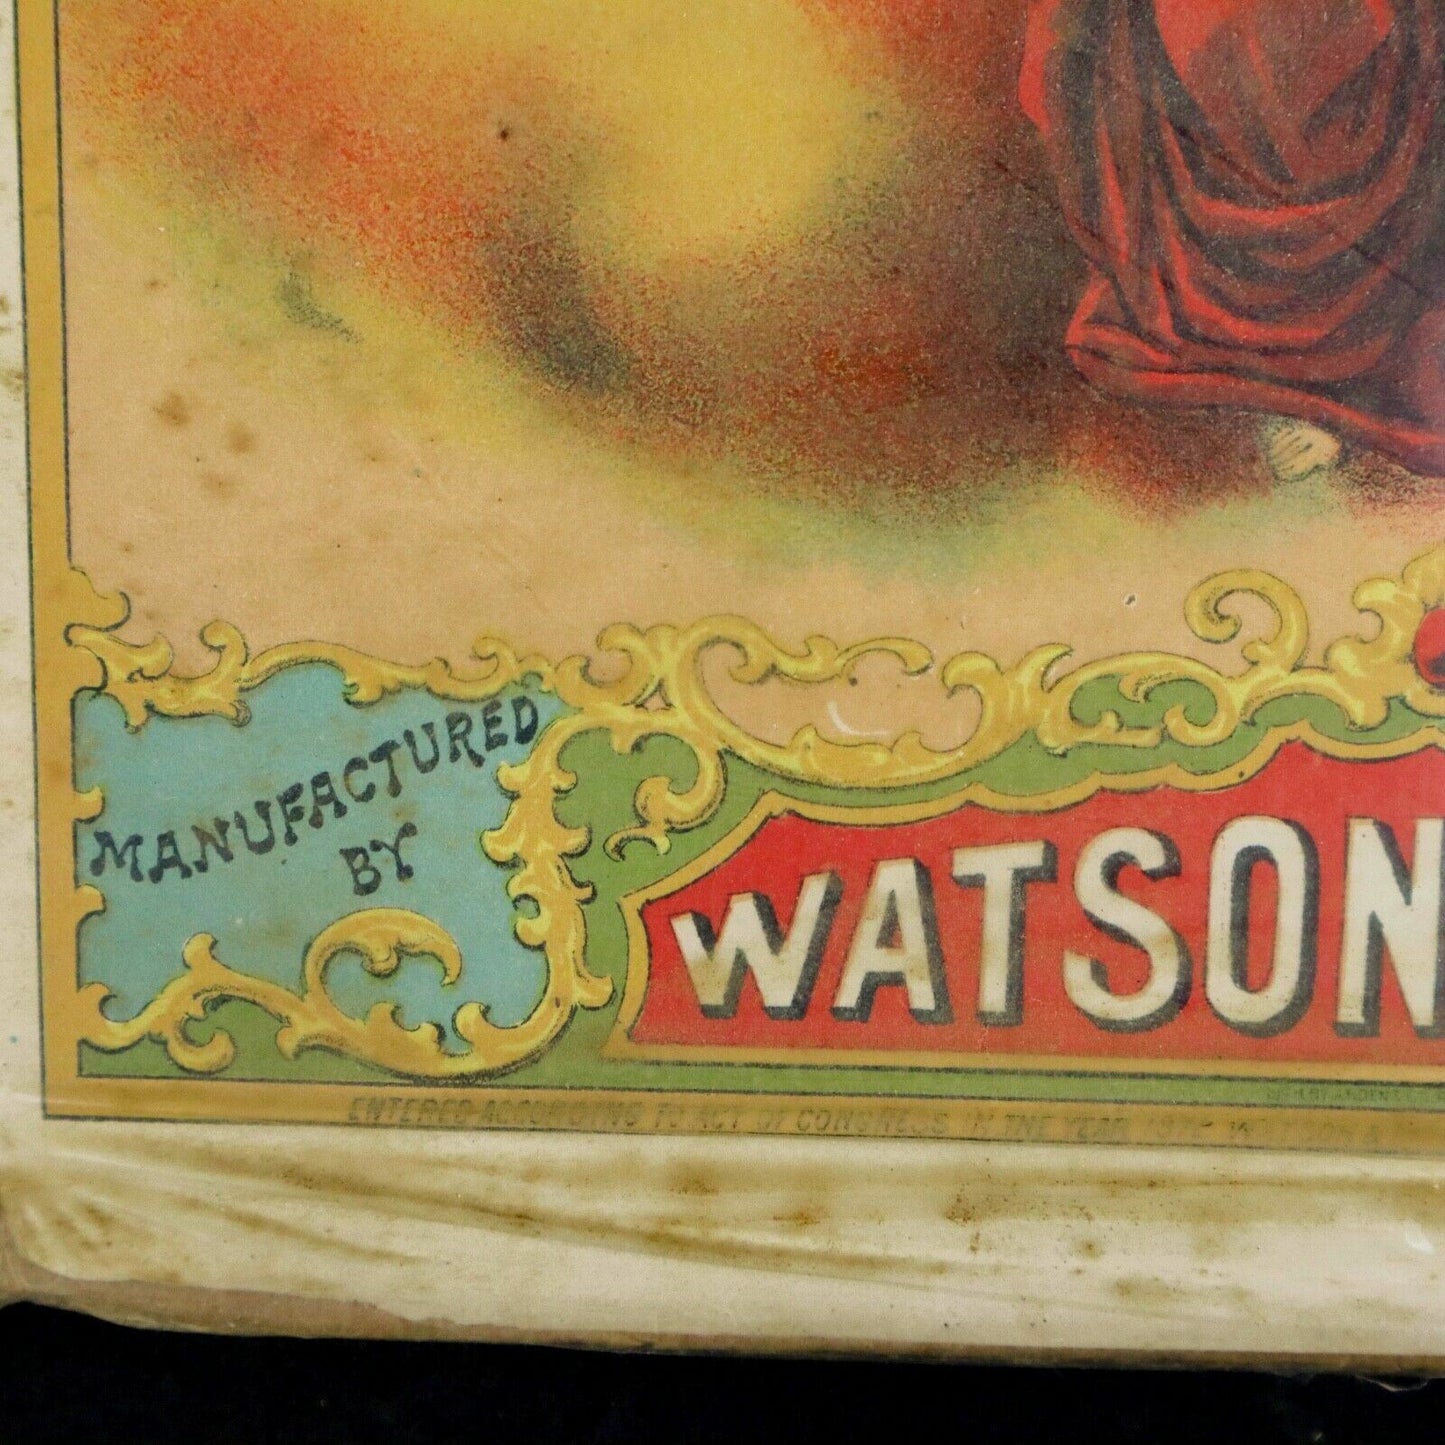 MANUFACTURED
BY
WATSON
ENTERED ACCORDING TO ACT OF CONGRESS IN THE YEAR